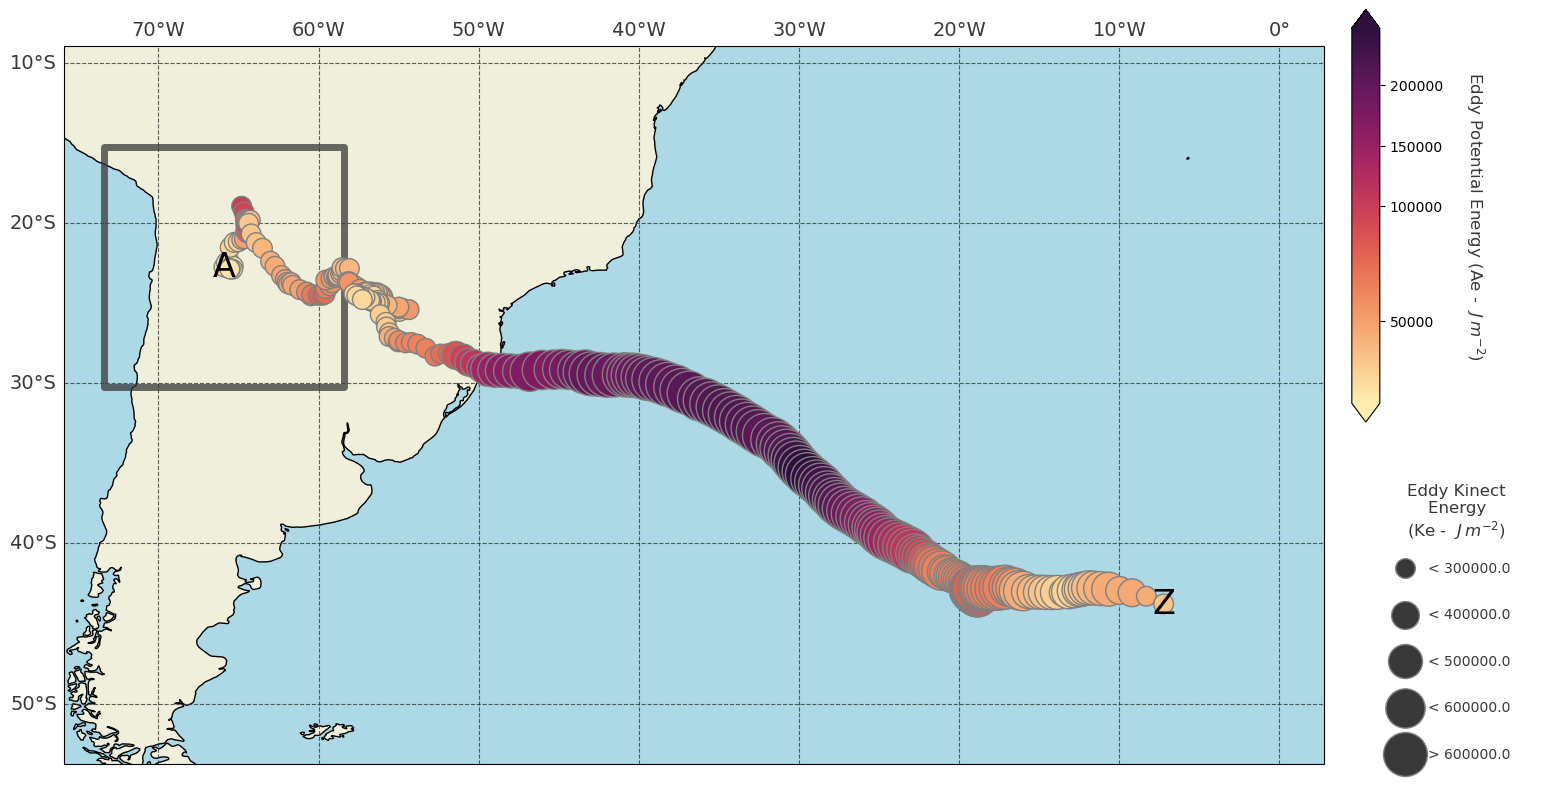 70°W 60°W 50°W 40°W 30°W 20°W 10°W 0°
10°S
20°S
30°S
40°S
50°S
A
Z
200000
150000
100000
50000
Eddy Potential Energy (Ae - J m⁻²)
Eddy Kinect
Energy
(Ke - J m⁻²)
< 300000.0
< 400000.0
< 500000.0
< 600000.0
> 600000.0